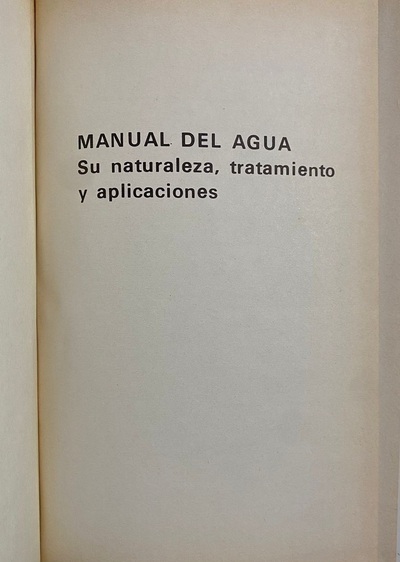 MANUAL DEL AGUA
Su naturaleza, tratamiento
y aplicaciones